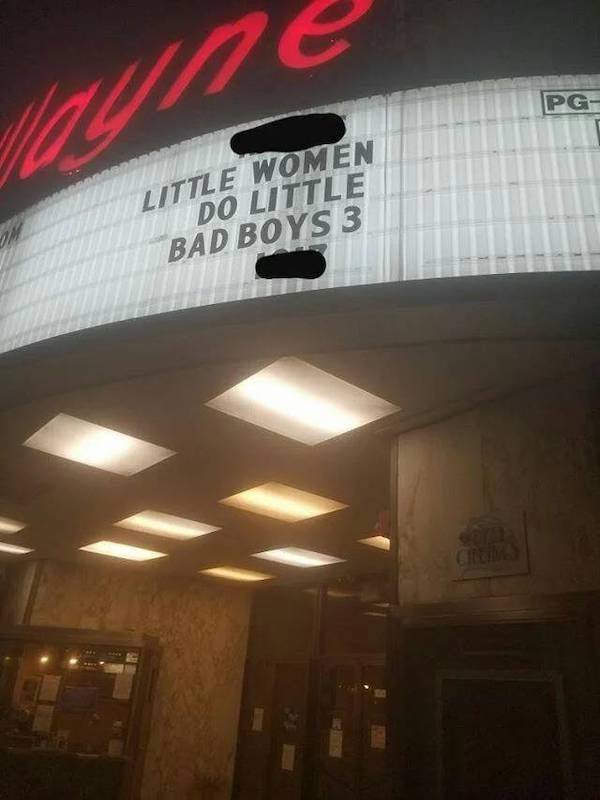 Wayne
PG-
LITTLE WOMEN
DO LITTLE
BAD BOYS 3